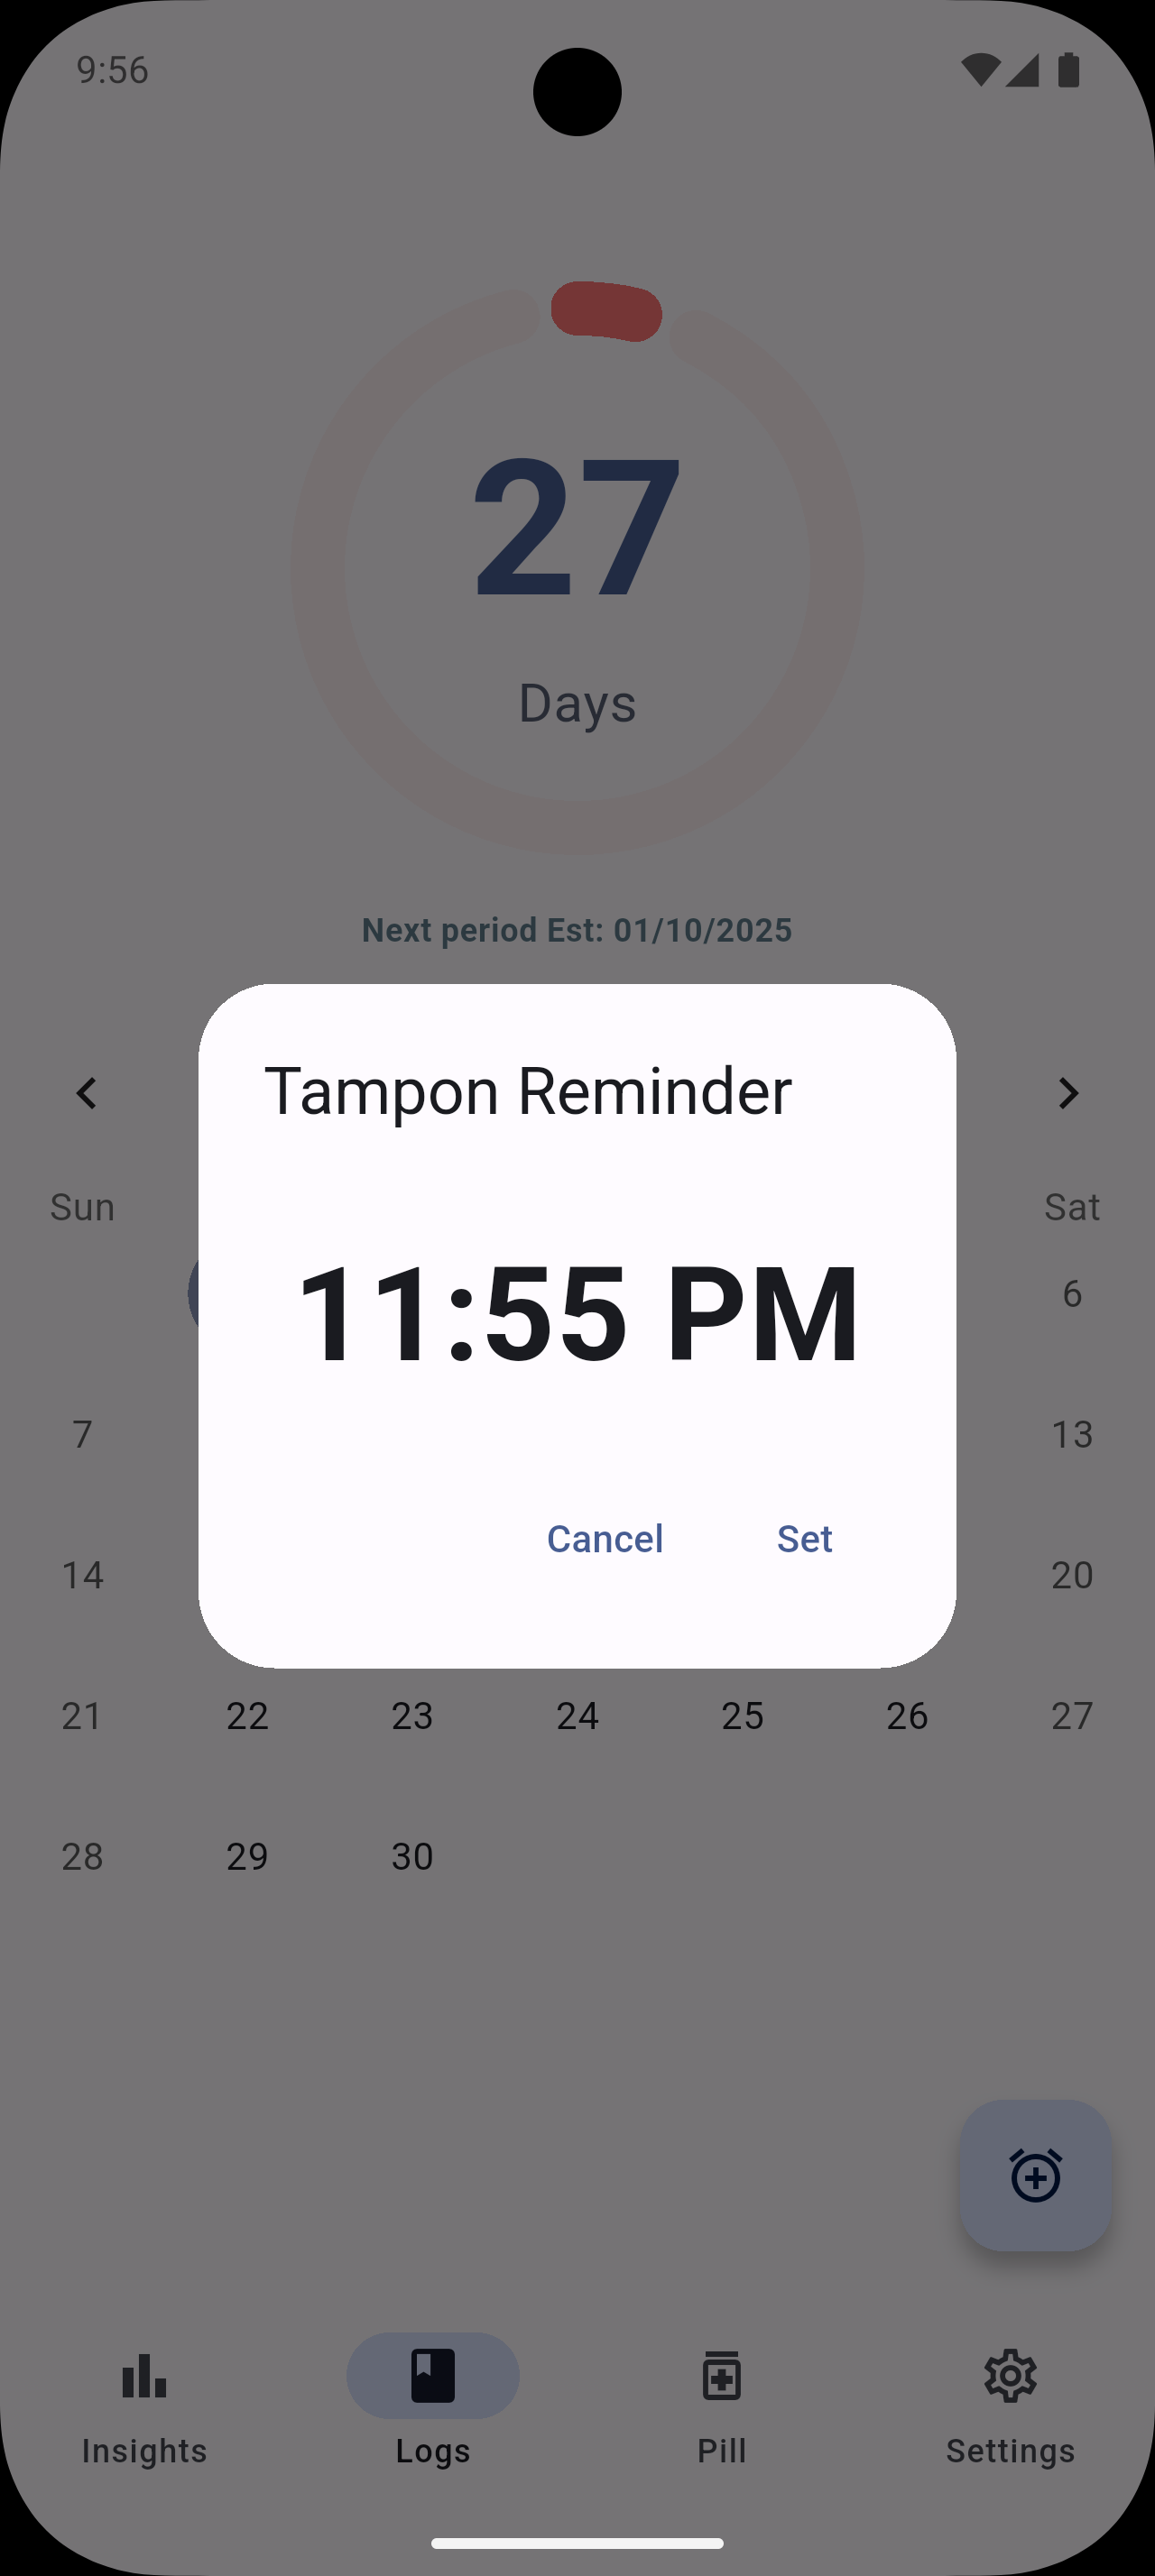 9:56
27
Days
Next period Est: 01/10/2025
Tampon Reminder
Sun Sat
11:55 PM
6
7 13
Cancel Set
14 20
21 22 23 24 25 26 27
28 29 30
Insights Logs Pill Settings